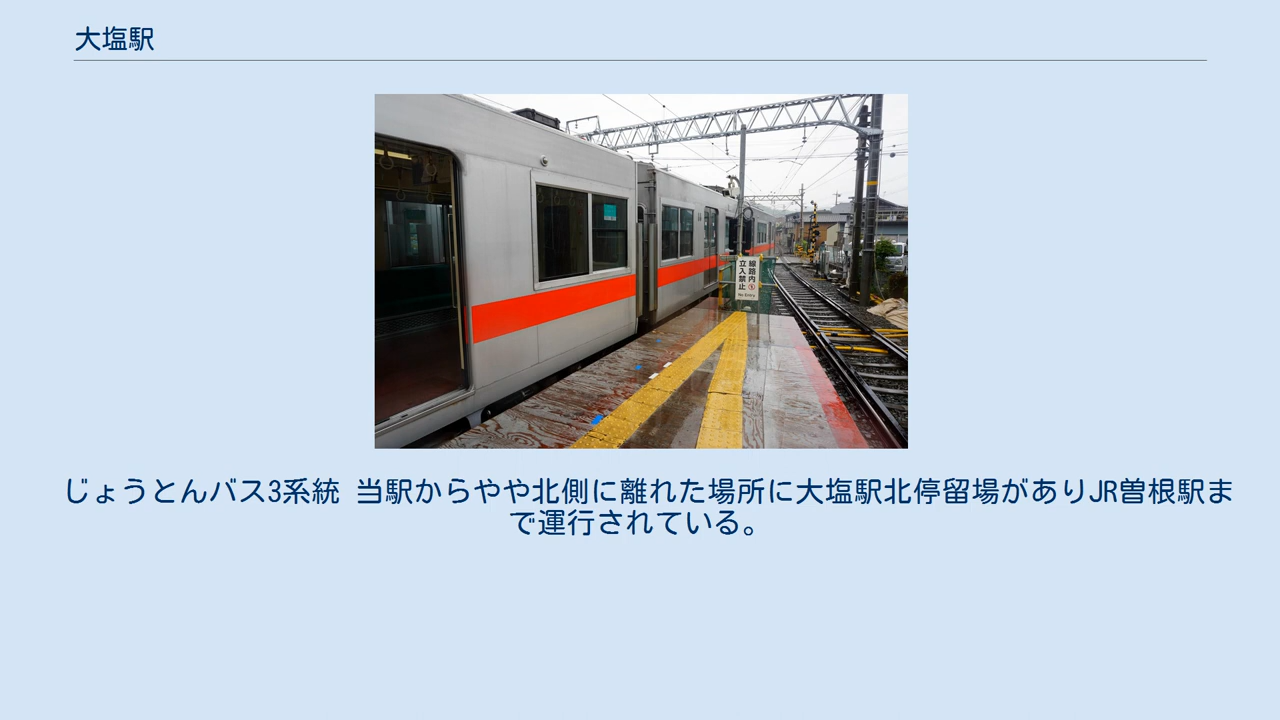 大塩駅
線路内
立入禁止
No Entry
じょうとんバス3系統 当駅からやや北側に離れた場所に大塩駅北停留場がありJR曽根駅ま
で運行されている。